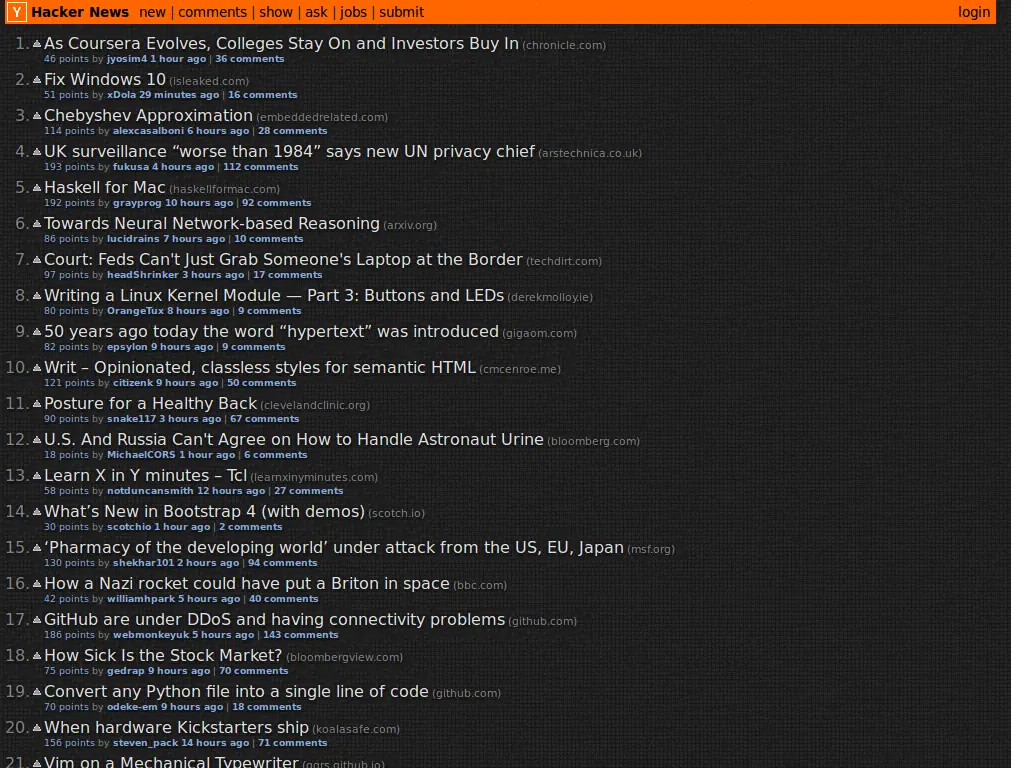 Y Hacker News new | comments | show | ask | jobs | submit login
1. As Coursera Evolves, Colleges Stay On and Investors Buy In (chronicle.com)
46 points by jyosim4 1 hour ago | 36 comments
2. Fix Windows 10 (isleaked.com)
51 points by xDola 29 minutes ago | 16 comments
3. Chebyshev Approximation (embeddedrelated.com)
114 points by alexcasalboni 6 hours ago | 28 comments
4. UK surveillance “worse than 1984” says new UN privacy chief (arstechnica.co.uk)
193 points by fukusa 4 hours ago | 112 comments
5. Haskell for Mac (haskellformac.com)
192 points by grayprog 10 hours ago | 92 comments
6. Towards Neural Network-based Reasoning (arxiv.org)
86 points by lucidrains 7 hours ago | 10 comments
7. Court: Feds Can't Just Grab Someone's Laptop at the Border (techdirt.com)
97 points by headShrinker 3 hours ago | 17 comments
8. Writing a Linux Kernel Module — Part 3: Buttons and LEDs (derekmolloy.ie)
80 points by OrangeTux 8 hours ago | 9 comments
9. 50 years ago today the word “hypertext” was introduced (gigaom.com)
82 points by epsylon 9 hours ago | 9 comments
10. Writ – Opinionated, classless styles for semantic HTML (cmcenroe.me)
121 points by citizenk 9 hours ago | 50 comments
11. Posture for a Healthy Back (clevelandclinic.org)
90 points by snake117 3 hours ago | 67 comments
12. U.S. And Russia Can't Agree on How to Handle Astronaut Urine (bloomberg.com)
18 points by MichaelCORS 1 hour ago | 6 comments
13. Learn X in Y minutes – Tcl (learnxinyminutes.com)
58 points by notduncansmith 12 hours ago | 27 comments
14. What’s New in Bootstrap 4 (with demos) (scotch.io)
30 points by scotchio 1 hour ago | 2 comments
15. ‘Pharmacy of the developing world’ under attack from the US, EU, Japan (msf.org)
130 points by shekhar101 2 hours ago | 94 comments
16. How a Nazi rocket could have put a Briton in space (bbc.com)
42 points by williamhpark 5 hours ago | 40 comments
17. GitHub are under DDoS and having connectivity problems (github.com)
186 points by webmonkeyuk 5 hours ago | 143 comments
18. How Sick Is the Stock Market? (bloombergview.com)
75 points by gedrap 9 hours ago | 70 comments
19. Convert any Python file into a single line of code (github.com)
70 points by odeke-em 9 hours ago | 18 comments
20. When hardware Kickstarters ship (koalasafe.com)
156 points by steven_pack 14 hours ago | 71 comments
21. Vim on a Mechanical Typewriter